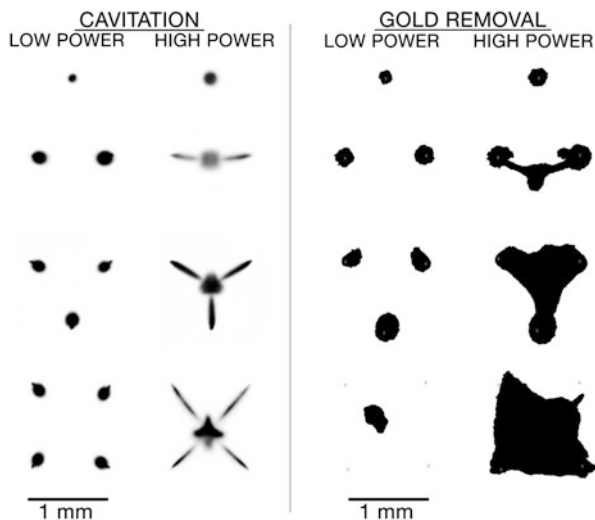 CAVITATION
LOW POWER HIGH POWER
GOLD REMOVAL
LOW POWER HIGH POWER
1 mm
1 mm